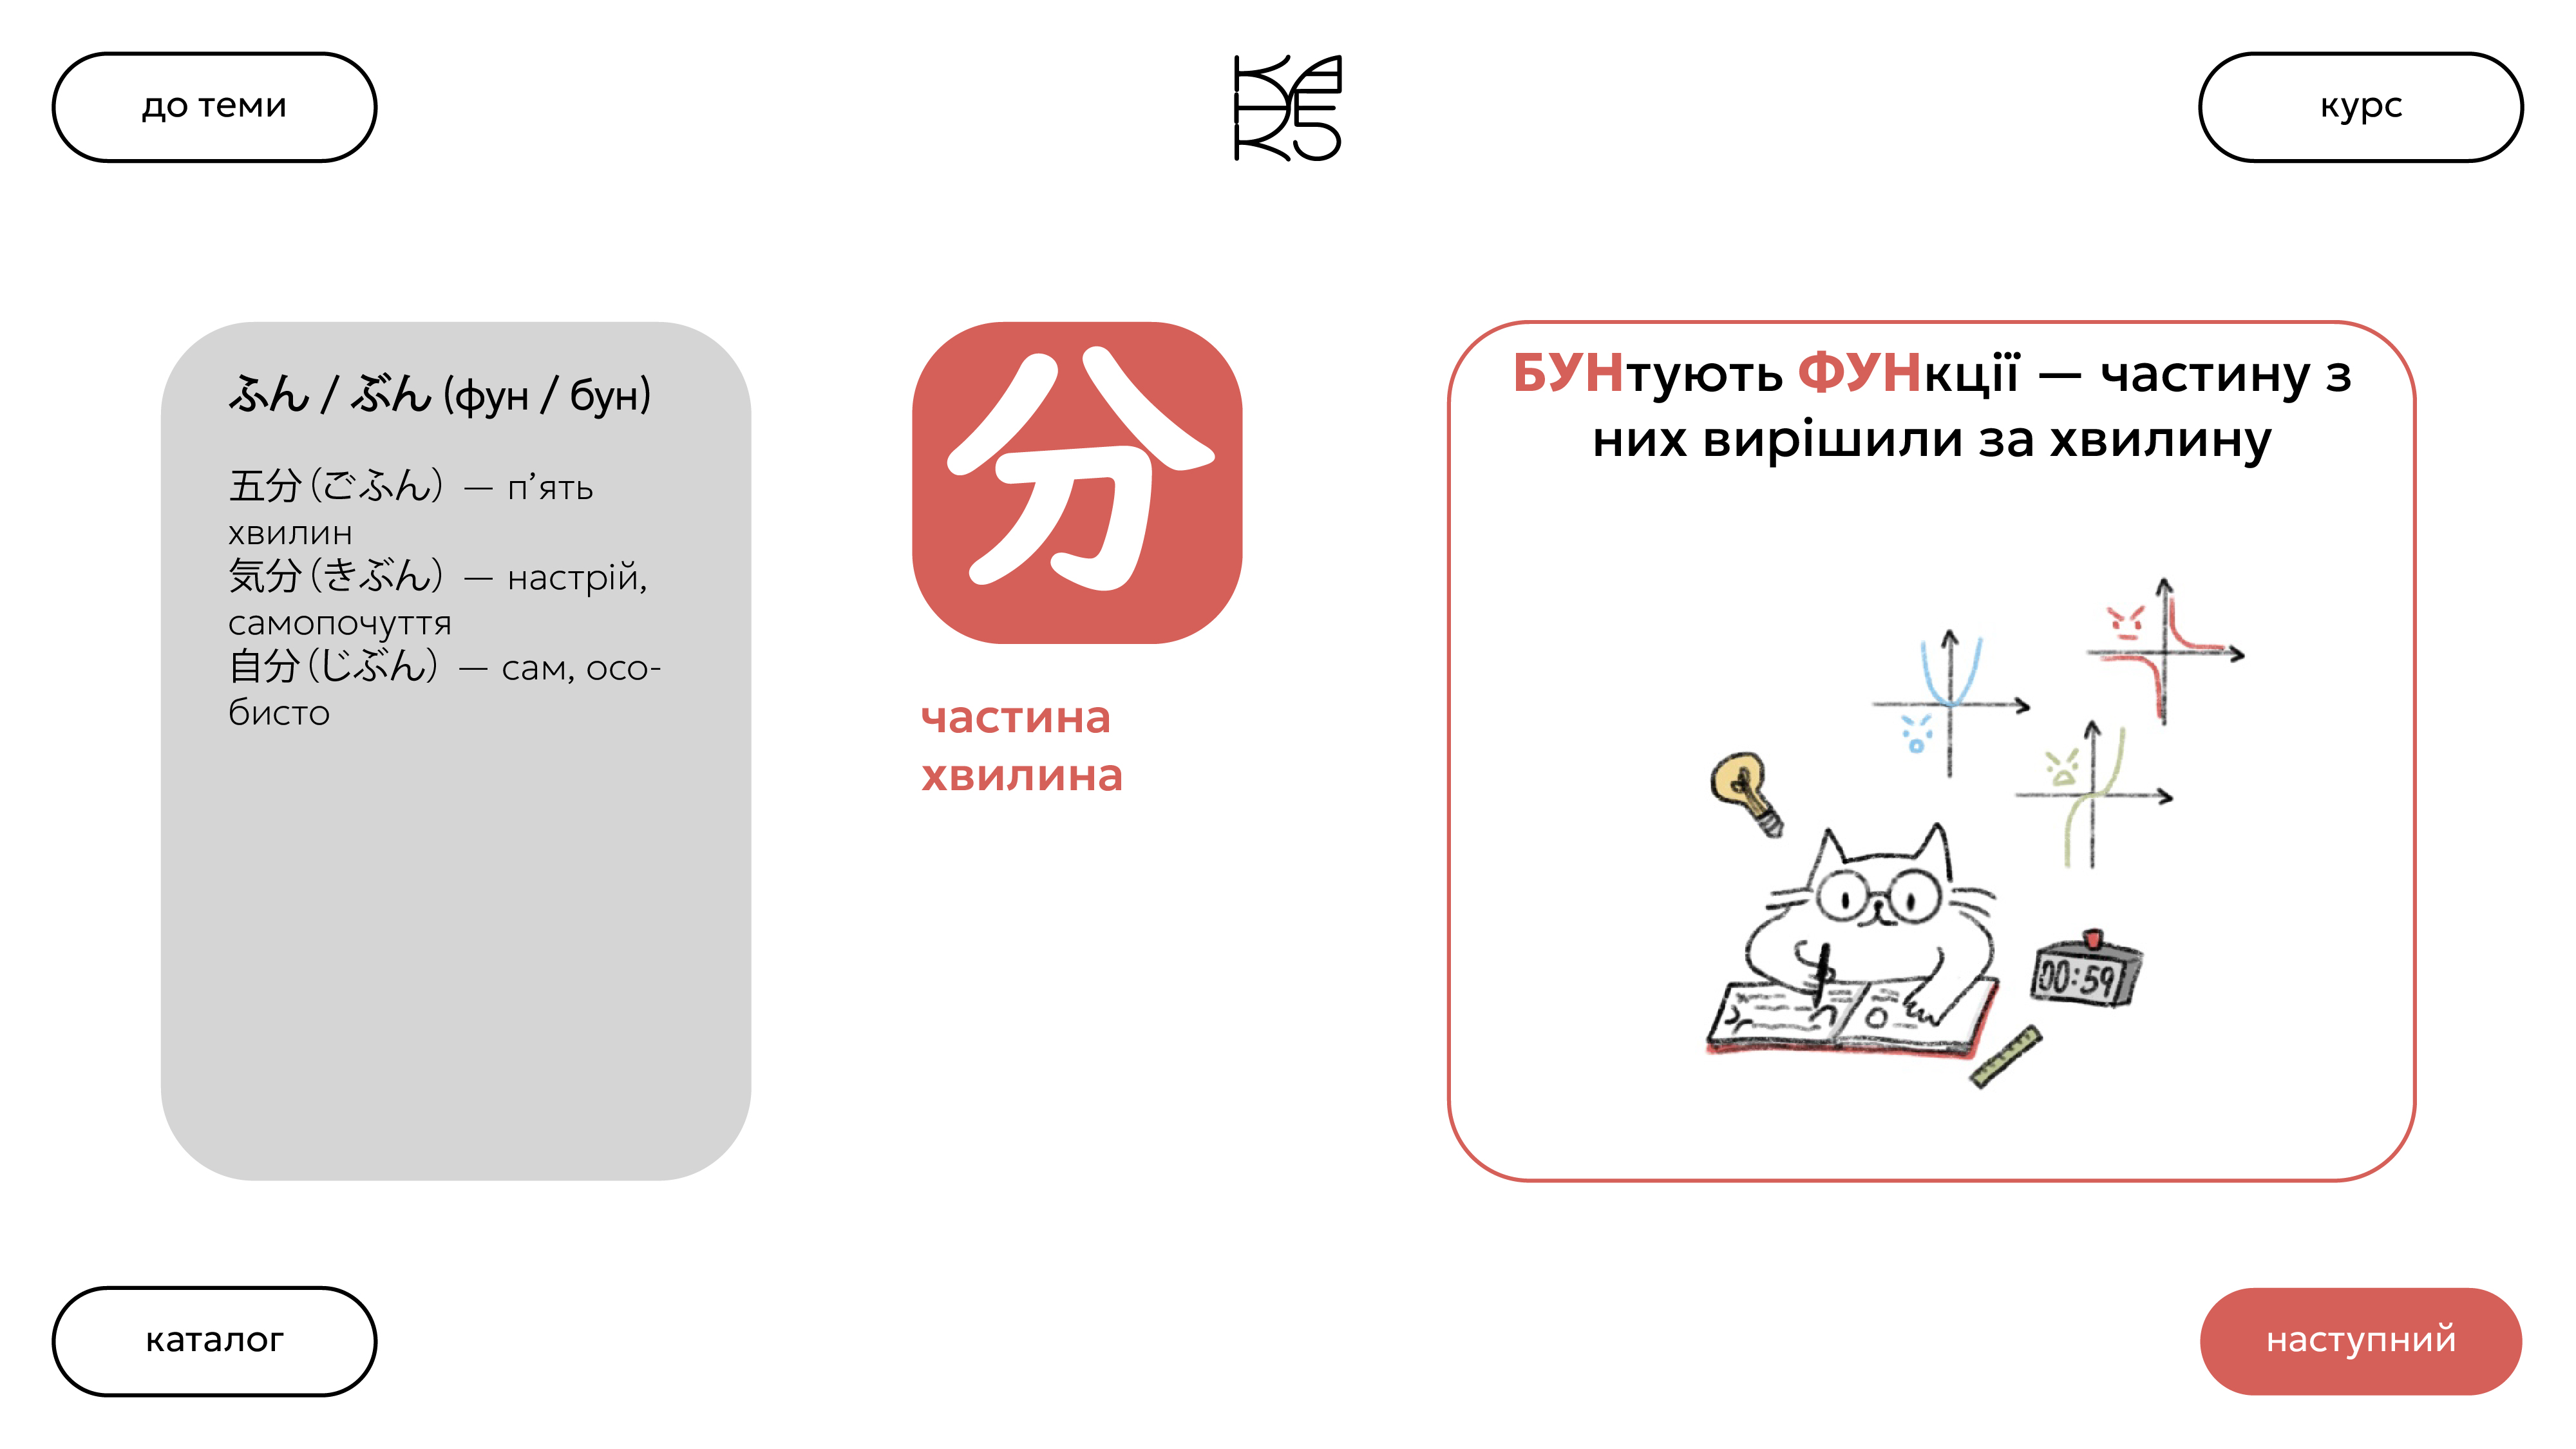 до теми
курс
ふん / ぶん (фун / бун)
五分（ごふん） — п’ять
хвилин
気分（きぶん） — настрій,
самопочуття
自分（じぶん） — сам, осо-
бисто
分
частина
хвилина
БУНтують ФУНкції — частину з
них вирішили за хвилину
00:59
каталог
наступний